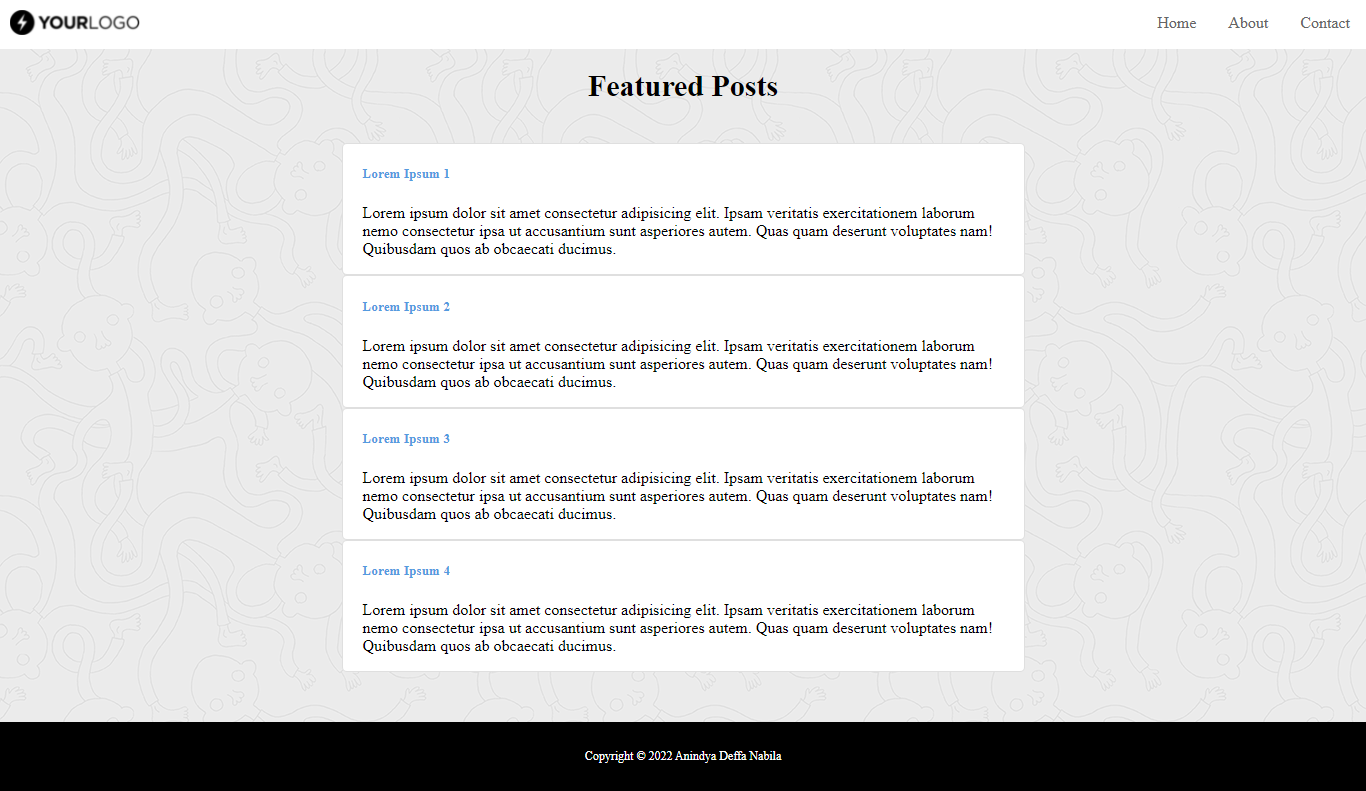 YOURLOGO
Home About Contact
Featured Posts
Lorem Ipsum 1
Lorem ipsum dolor sit amet consectetur adipisicing elit. Ipsam veritatis exercitationem laborum
nemo consectetur ipsa ut accusantium sunt asperiores autem. Quas quam deserunt voluptates nam!
Quibusdam quos ab obcaecati ducimus.
Lorem Ipsum 2
Lorem ipsum dolor sit amet consectetur adipisicing elit. Ipsam veritatis exercitationem laborum
nemo consectetur ipsa ut accusantium sunt asperiores autem. Quas quam deserunt voluptates nam!
Quibusdam quos ab obcaecati ducimus.
Lorem Ipsum 3
Lorem ipsum dolor sit amet consectetur adipisicing elit. Ipsam veritatis exercitationem laborum
nemo consectetur ipsa ut accusantium sunt asperiores autem. Quas quam deserunt voluptates nam!
Quibusdam quos ab obcaecati ducimus.
Lorem Ipsum 4
Lorem ipsum dolor sit amet consectetur adipisicing elit. Ipsam veritatis exercitationem laborum
nemo consectetur ipsa ut accusantium sunt asperiores autem. Quas quam deserunt voluptates nam!
Quibusdam quos ab obcaecati ducimus.
Copyright © 2022 Anindya Deffa Nabila